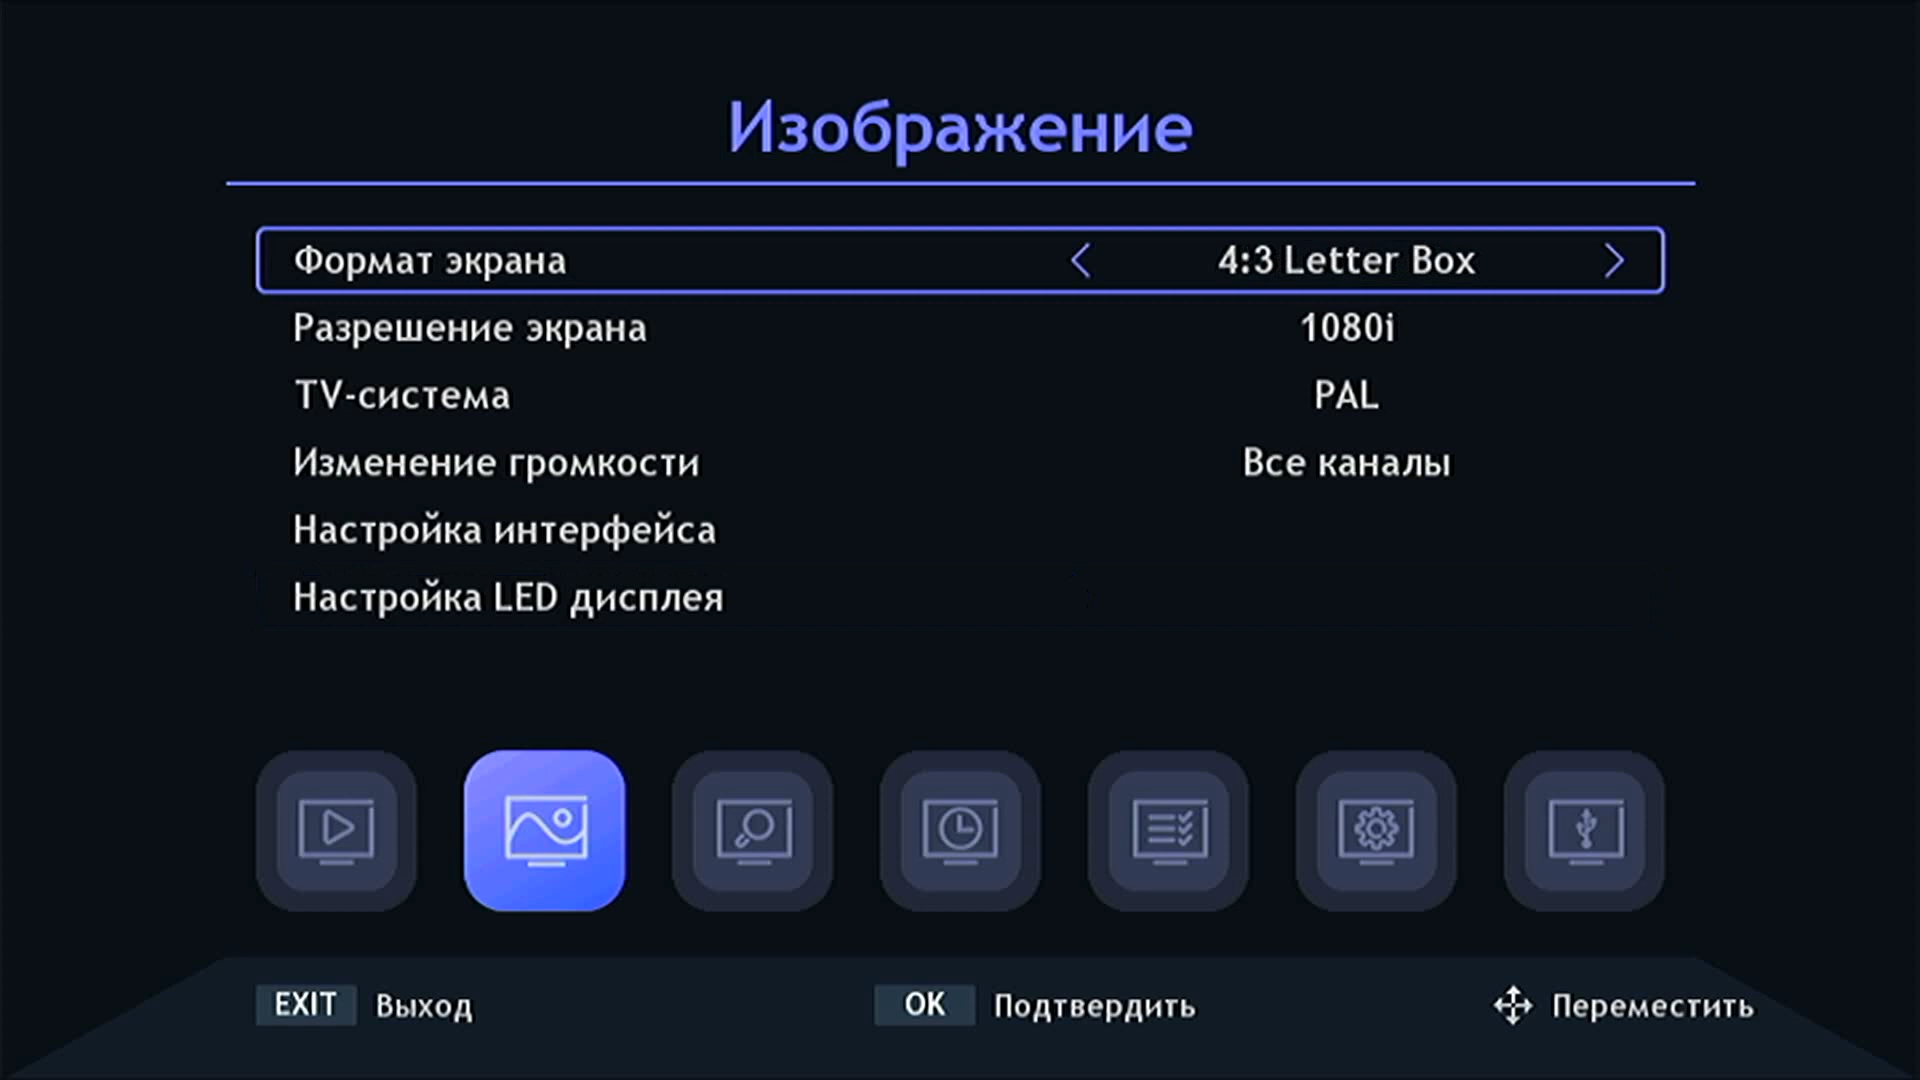 Изображение
Формат экрана 4:3 Letter Box
Разрешение экрана 1080i
TV-система PAL
Изменение громкости Все каналы
Настройка интерфейса
Настройка LED дисплея
EXIT Выход OK Подтвердить Переместить